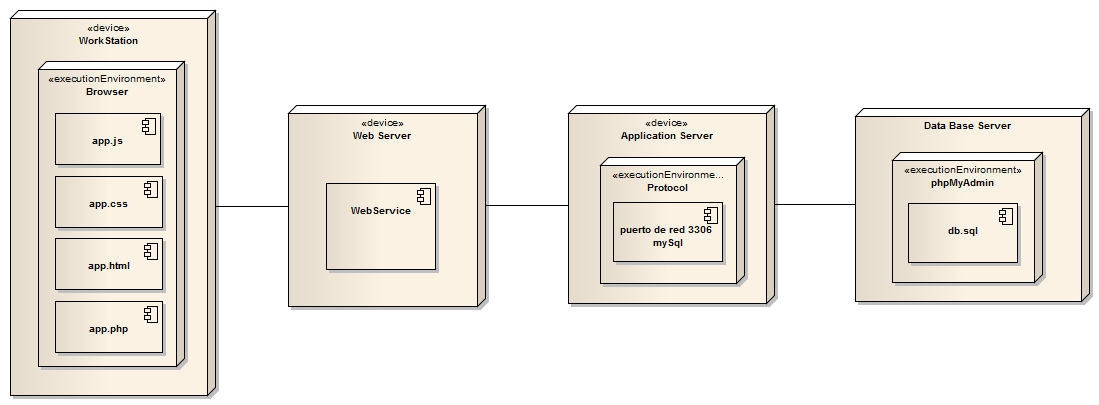 «device»
WorkStation
«executionEnvironment»
Browser
app.js
app.css
app.html
app.php
«device»
Web Server
WebService
«device»
Application Server
«executionEnvironme...
Protocol
puerto de red 3306
mySql
Data Base Server
«executionEnvironment»
phpMyAdmin
db.sql